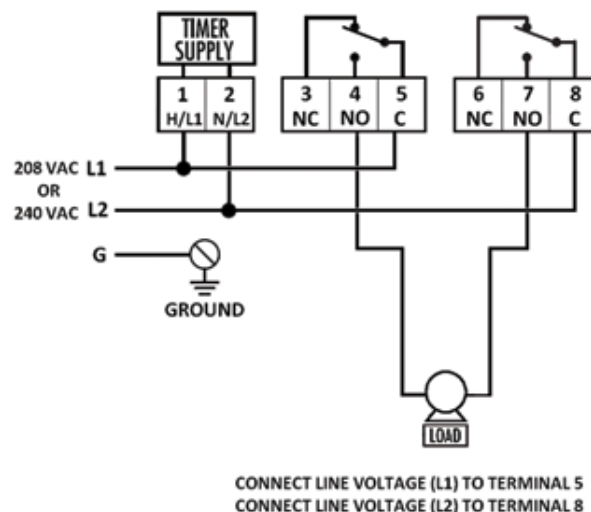 TIMER
SUPPLY
1 2 3 4 5 6 7 8
H/L1 N/L2 NC NO C NC NO C
208 VAC L1
OR
240 VAC L2
G
GROUND
LOAD
CONNECT LINE VOLTAGE (L1) TO TERMINAL 5
CONNECT LINE VOLTAGE (L2) TO TERMINAL 8